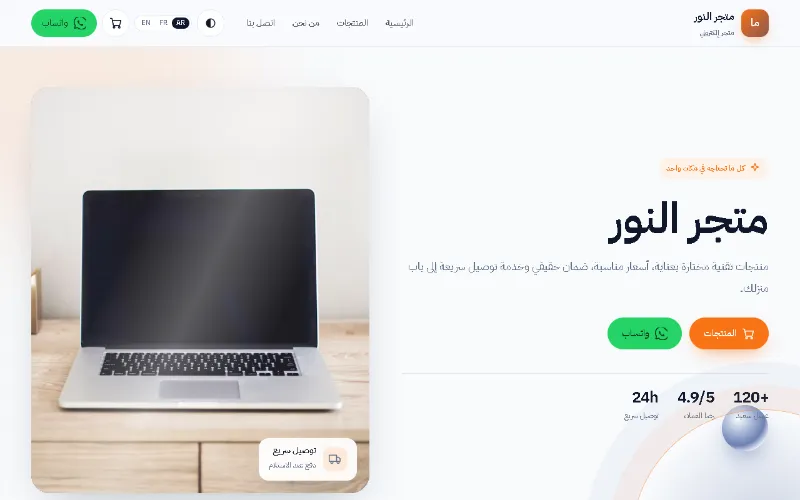 ما
متجر النور
متجر إلكتروني
الرئيسية
المنتجات
من نحن
اتصل بنا
AR
FR
EN
واتساب
كل ما تحتاجه في مكان واحد
متجر النور
منتجات تقنية مختارة بعناية، أسعار مناسبة، ضمان حقيقي وخدمة توصيل سريعة إلى باب
منزلك.
المنتجات
واتساب
120+
4.9/5
24h
عميل سعيد
رضا العملاء
توصيل سريع
توصيل سريع
دفع عند الاستلام